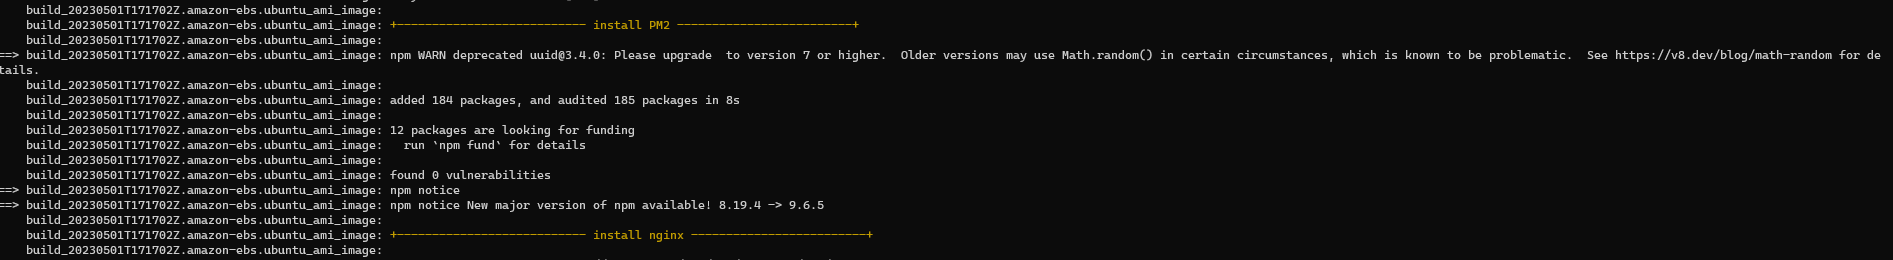 build_20230501T171702Z.amazon-ebs.ubuntu_ami_image:
build_20230501T171702Z.amazon-ebs.ubuntu_ami_image: +--------------------------- install PM2 -------------------------+
build_20230501T171702Z.amazon-ebs.ubuntu_ami_image:
==> build_20230501T171702Z.amazon-ebs.ubuntu_ami_image: npm WARN deprecated uuid@3.4.0: Please upgrade  to version 7 or higher.  Older versions may use Math.random() in certain circumstances, which is known to be problematic.  See https://v8.dev/blog/math-random for de
tails.
build_20230501T171702Z.amazon-ebs.ubuntu_ami_image:
build_20230501T171702Z.amazon-ebs.ubuntu_ami_image: added 184 packages, and audited 185 packages in 8s
build_20230501T171702Z.amazon-ebs.ubuntu_ami_image:
build_20230501T171702Z.amazon-ebs.ubuntu_ami_image: 12 packages are looking for funding
build_20230501T171702Z.amazon-ebs.ubuntu_ami_image:   run `npm fund` for details
build_20230501T171702Z.amazon-ebs.ubuntu_ami_image:
build_20230501T171702Z.amazon-ebs.ubuntu_ami_image: found 0 vulnerabilities
==> build_20230501T171702Z.amazon-ebs.ubuntu_ami_image: npm notice
==> build_20230501T171702Z.amazon-ebs.ubuntu_ami_image: npm notice New major version of npm available! 8.19.4 -> 9.6.5
build_20230501T171702Z.amazon-ebs.ubuntu_ami_image:
build_20230501T171702Z.amazon-ebs.ubuntu_ami_image: +--------------------------- install nginx -------------------------+
build_20230501T171702Z.amazon-ebs.ubuntu_ami_image: